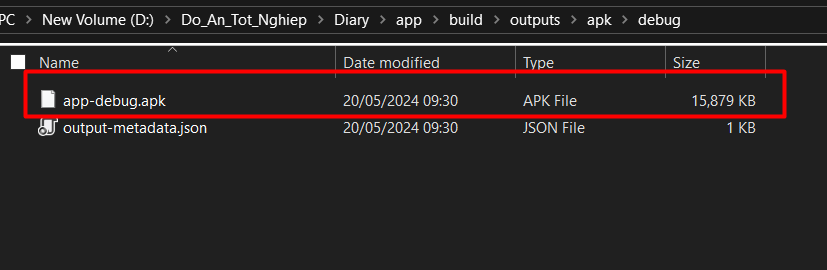 PC > New Volume (D:) > Do_An_Tot_Nghiep > Diary > app > build > outputs > apk > debug
Name Date modified Type Size
app-debug.apk 20/05/2024 09:30 APK File 15,879 KB
output-metadata.json 20/05/2024 09:30 JSON File 1 KB